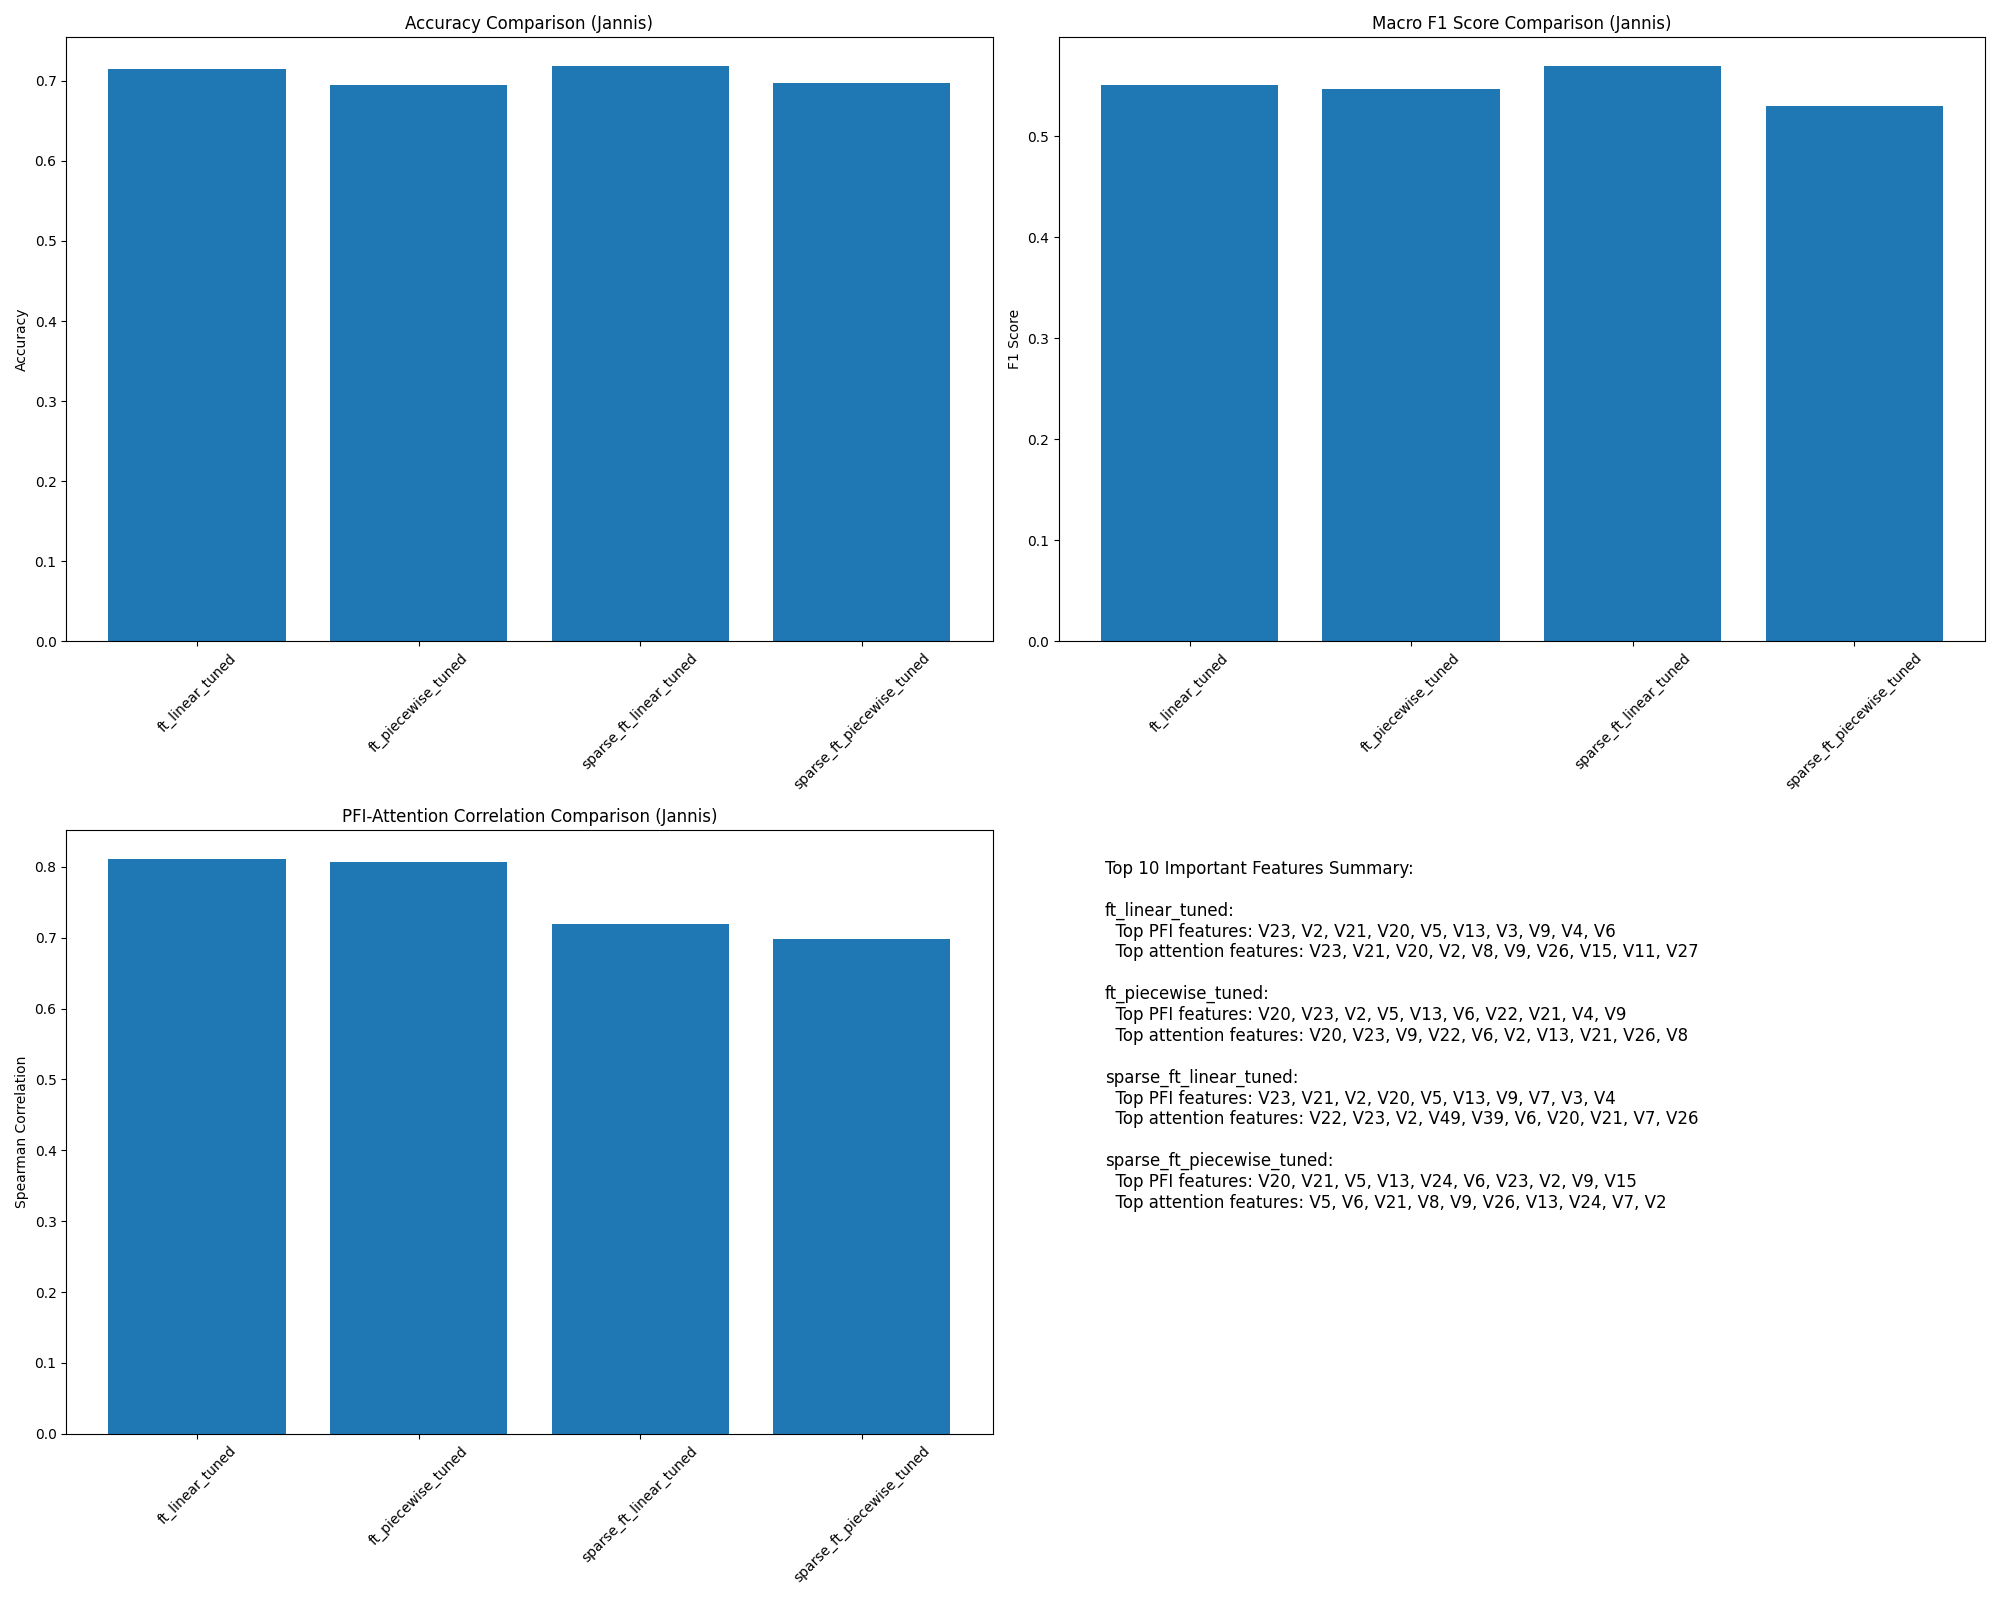 Accuracy Comparison (Jannis)
Accuracy
0.7
0.6
0.5
0.4
0.3
0.2
0.1
0.0
ft_linear_tuned
ft_piecewise_tuned
sparse_ft_linear_tuned
sparse_ft_piecewise_tuned
Macro F1 Score Comparison (Jannis)
F1 Score
0.5
0.4
0.3
0.2
0.1
0.0
ft_linear_tuned
ft_piecewise_tuned
sparse_ft_linear_tuned
sparse_ft_piecewise_tuned
PFI-Attention Correlation Comparison (Jannis)
Spearman Correlation
0.8
0.7
0.6
0.5
0.4
0.3
0.2
0.1
0.0
ft_linear_tuned
ft_piecewise_tuned
sparse_ft_linear_tuned
sparse_ft_piecewise_tuned
Top 10 Important Features Summary:
ft_linear_tuned:
Top PFI features: V23, V2, V21, V20, V5, V13, V3, V9, V4, V6
Top attention features: V23, V21, V20, V2, V8, V9, V26, V15, V11, V27
ft_piecewise_tuned:
Top PFI features: V20, V23, V2, V5, V13, V6, V22, V21, V4, V9
Top attention features: V20, V23, V9, V22, V6, V2, V13, V21, V26, V8
sparse_ft_linear_tuned:
Top PFI features: V23, V21, V2, V20, V5, V13, V9, V7, V3, V4
Top attention features: V22, V23, V2, V49, V39, V6, V20, V21, V7, V26
sparse_ft_piecewise_tuned:
Top PFI features: V20, V21, V5, V13, V24, V6, V23, V2, V9, V15
Top attention features: V5, V6, V21, V8, V9, V26, V13, V24, V7, V2